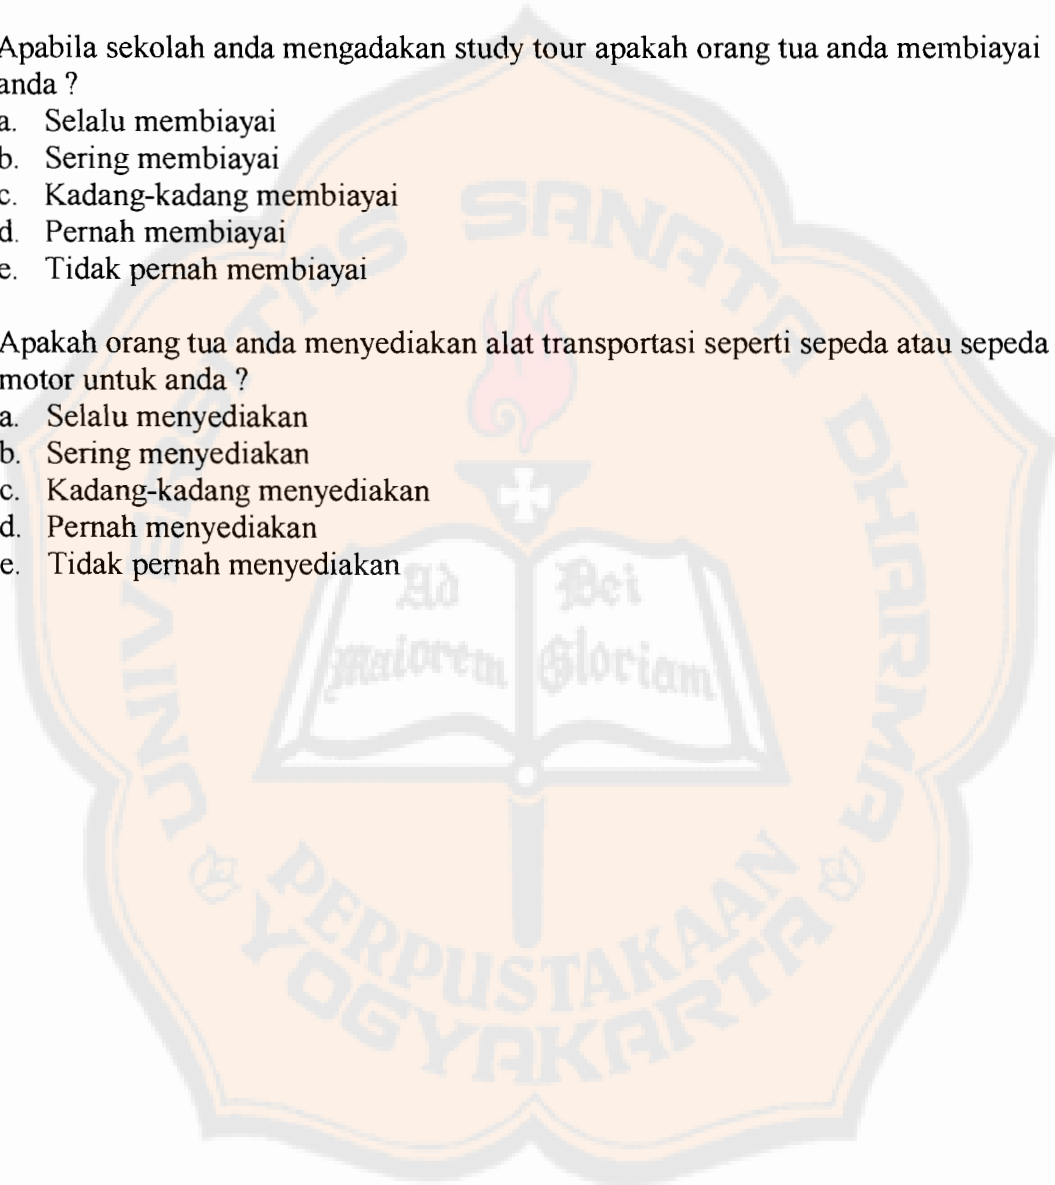 Apabila sekolah anda mengadakan study tour apakah orang tua anda membiayai
anda ?
a. Selalu membiayai
b. Sering membiayai
c. Kadang-kadang membiayai
d. Pernah membiayai
e. Tidak pernah membiayai
Apakah orang tua anda menyediakan alat transportasi seperti sepeda atau sepeda
motor untuk anda ?
a. Selalu menyediakan
b. Sering menyediakan
c. Kadang-kadang menyediakan
d. Pernah menyediakan
e. Tidak pernah menyediakan
UNIVERSITAS SANATA DHARMA
Ad Dei
maiorem Gloriam
PERPUSTAKAAN
YOGYAKARTA